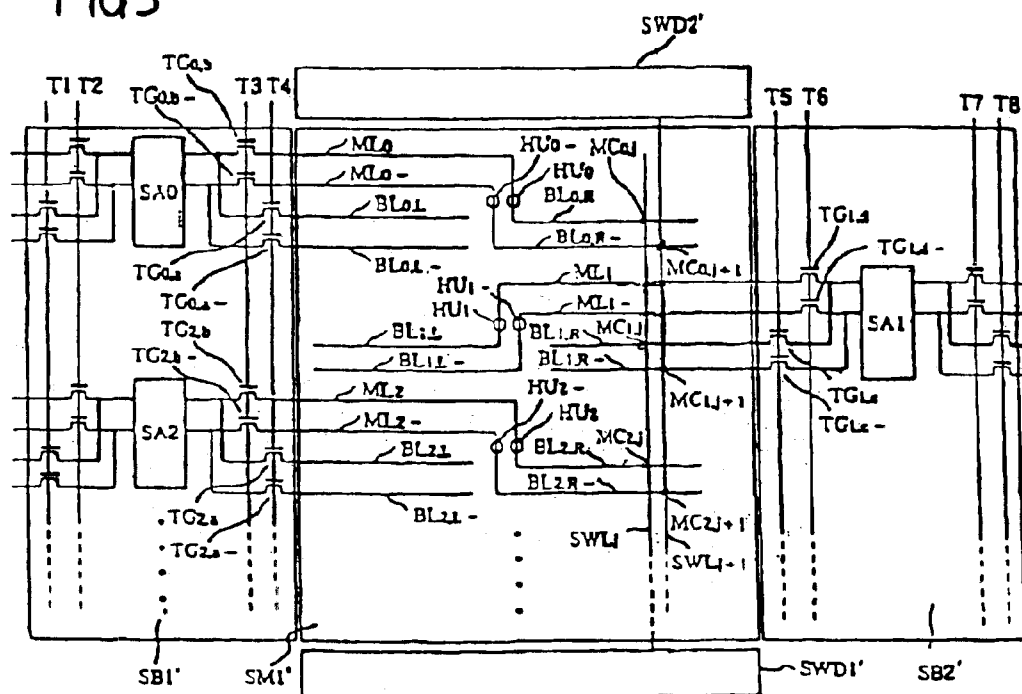 FIG5
SWD2'
TG0,b
T1 T2
TG0,b-
T3 T4
T5 T6
T7 T8
ML0
ML0-
HU0-
MC0,j
HU0
SA0
BL0,L
BL0,R
BL0,R-
TG0,a
BL0,L-
TG0,a-
MC0,j+1
TG1,b
TG1,b-
ML1
HU1-
ML1-
HU1
SA1
TG2,b
BL1,L
BL1,R
MC1,j
TG2,b-
BL1,L-
BL1,R-
HU2-
MC1,j+1
TG1,a
TG1,a-
ML2
HU2
SA2
ML2-
MC2,j
BL2,L
BL2,R
BL2,R-
TG2,a
BL2,L-
MC2,j+1
TG2,a-
SWLj
SWLj+1
SB1'
SM1'
SWD1'
SB2'